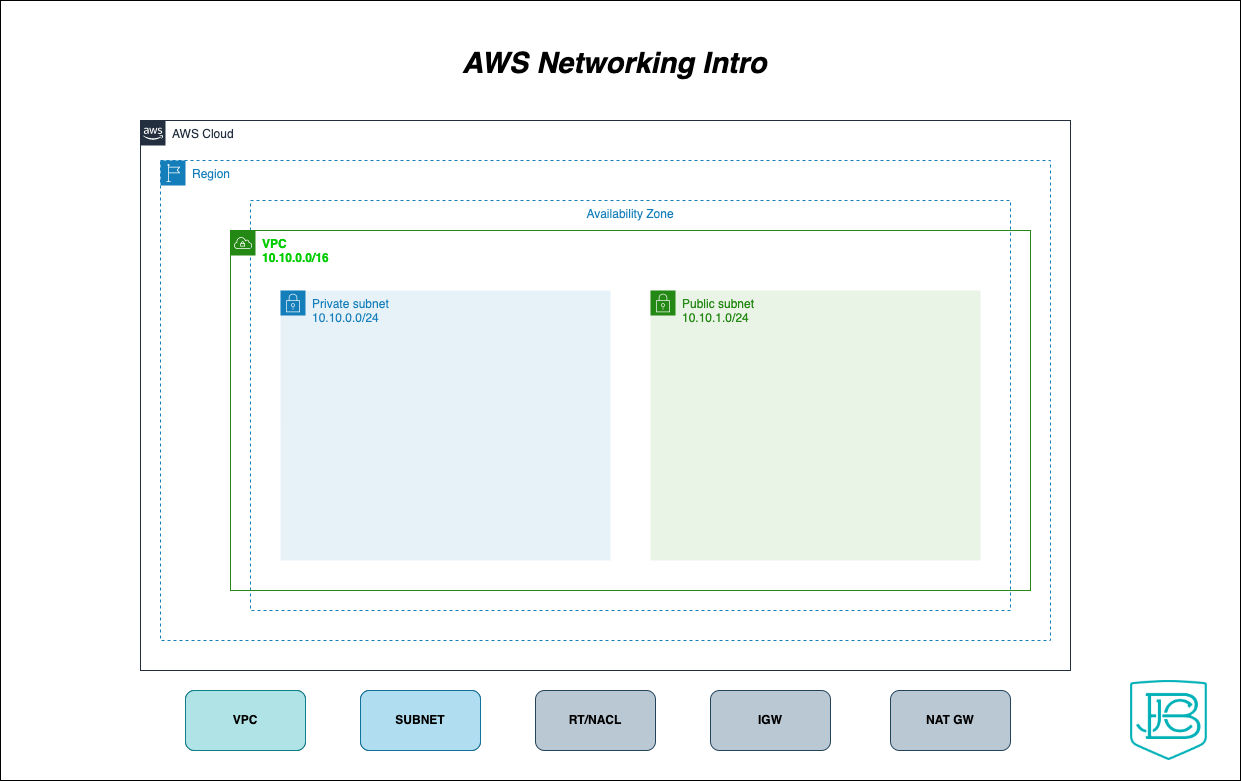 AWS Networking Intro
aws
AWS Cloud
Region
Availability Zone
VPC
10.10.0.0/16
Private subnet
10.10.0.0/24
Public subnet
10.10.1.0/24
VPC
SUBNET
RT/NACL
IGW
NAT GW